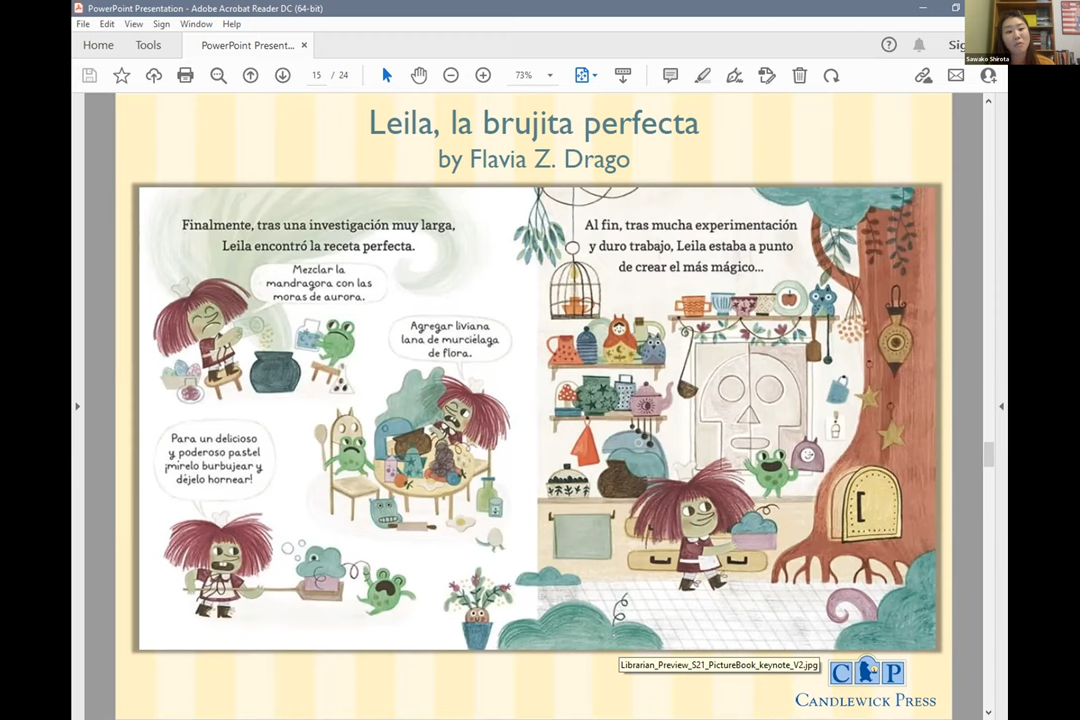 PowerPoint Presentation - Adobe Acrobat Reader DC (64-bit)
File Edit View Sign Window Help
Home Tools PowerPoint Present... ×
15 / 24 73%
Sawako Shirota
Leila, la brujita perfecta
by Flavia Z. Drago
Finalmente, tras una investigación muy larga,
Leila encontró la receta perfecta.
Mezclar la
mandragora con las
moras de aurora.
Agregar liviana
lana de murciélaga
de flora.
Para un delicioso
y poderoso pastel
¡mírelo burbujear y
déjelo hornear!
Al fin, tras mucha experimentación
y duro trabajo, Leila estaba a punto
de crear el más mágico...
Librarian_Preview_S21_PictureBook_keynote_V2.jpg
C P
CANDLEWICK PRESS